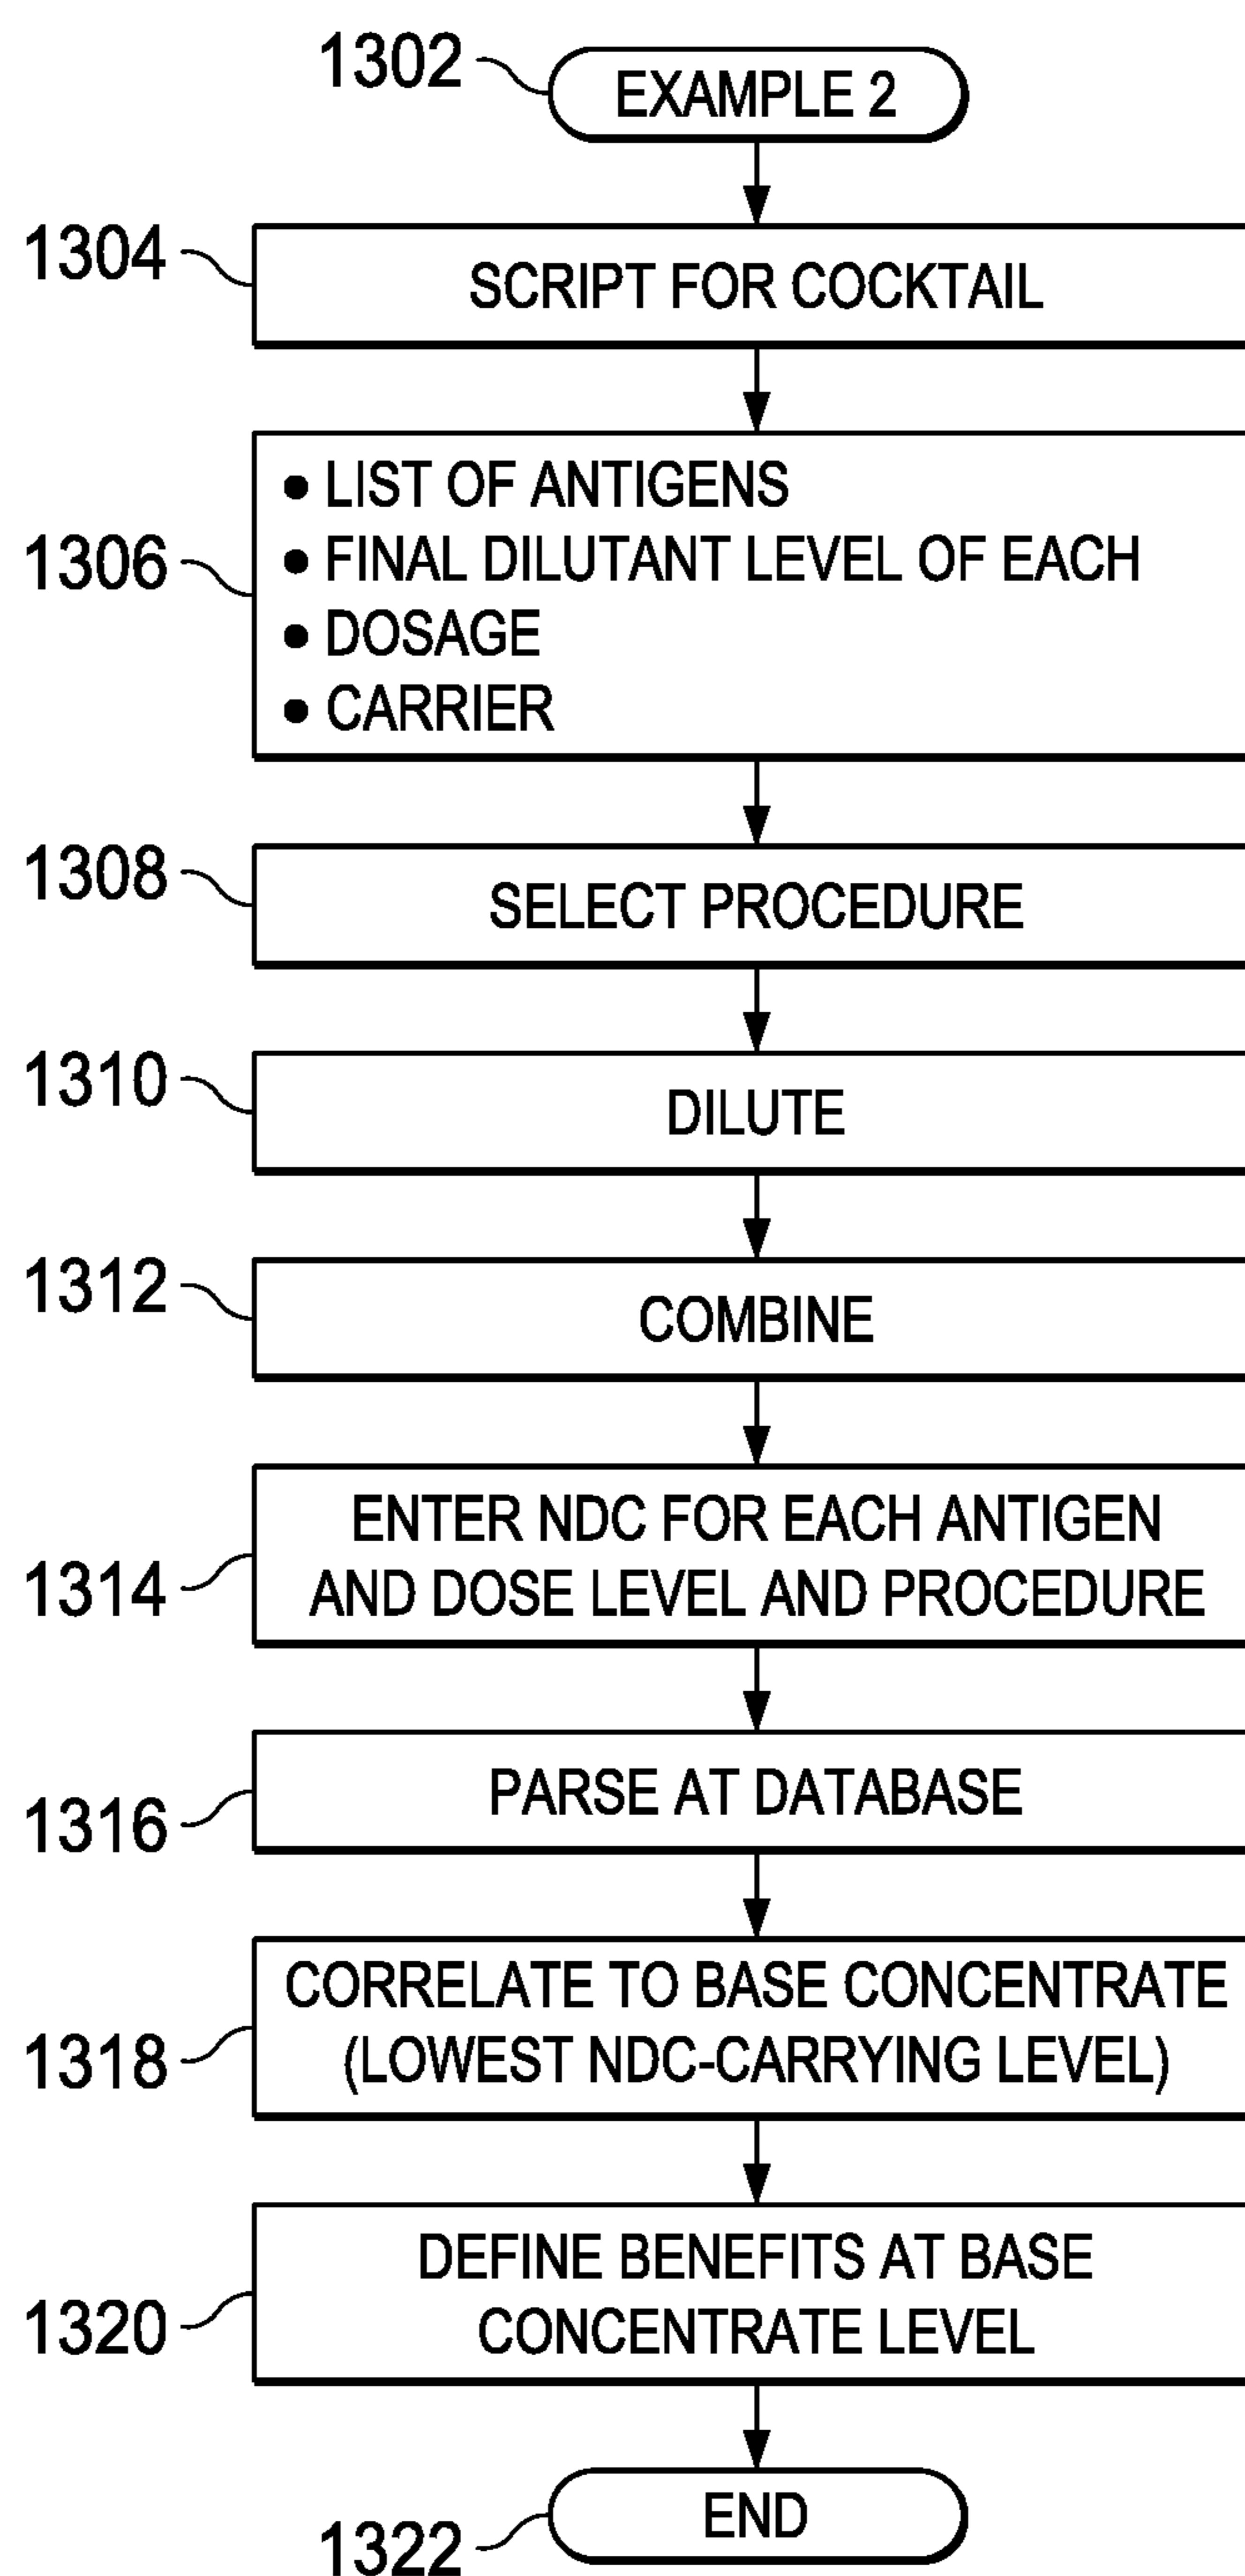 1302
EXAMPLE 2
1304
SCRIPT FOR COCKTAIL
1306
• LIST OF ANTIGENS
• FINAL DILUTANT LEVEL OF EACH
• DOSAGE
• CARRIER
1308
SELECT PROCEDURE
1310
DILUTE
1312
COMBINE
1314
ENTER NDC FOR EACH ANTIGEN
AND DOSE LEVEL AND PROCEDURE
1316
PARSE AT DATABASE
1318
CORRELATE TO BASE CONCENTRATE
(LOWEST NDC-CARRYING LEVEL)
1320
DEFINE BENEFITS AT BASE
CONCENTRATE LEVEL
1322
END